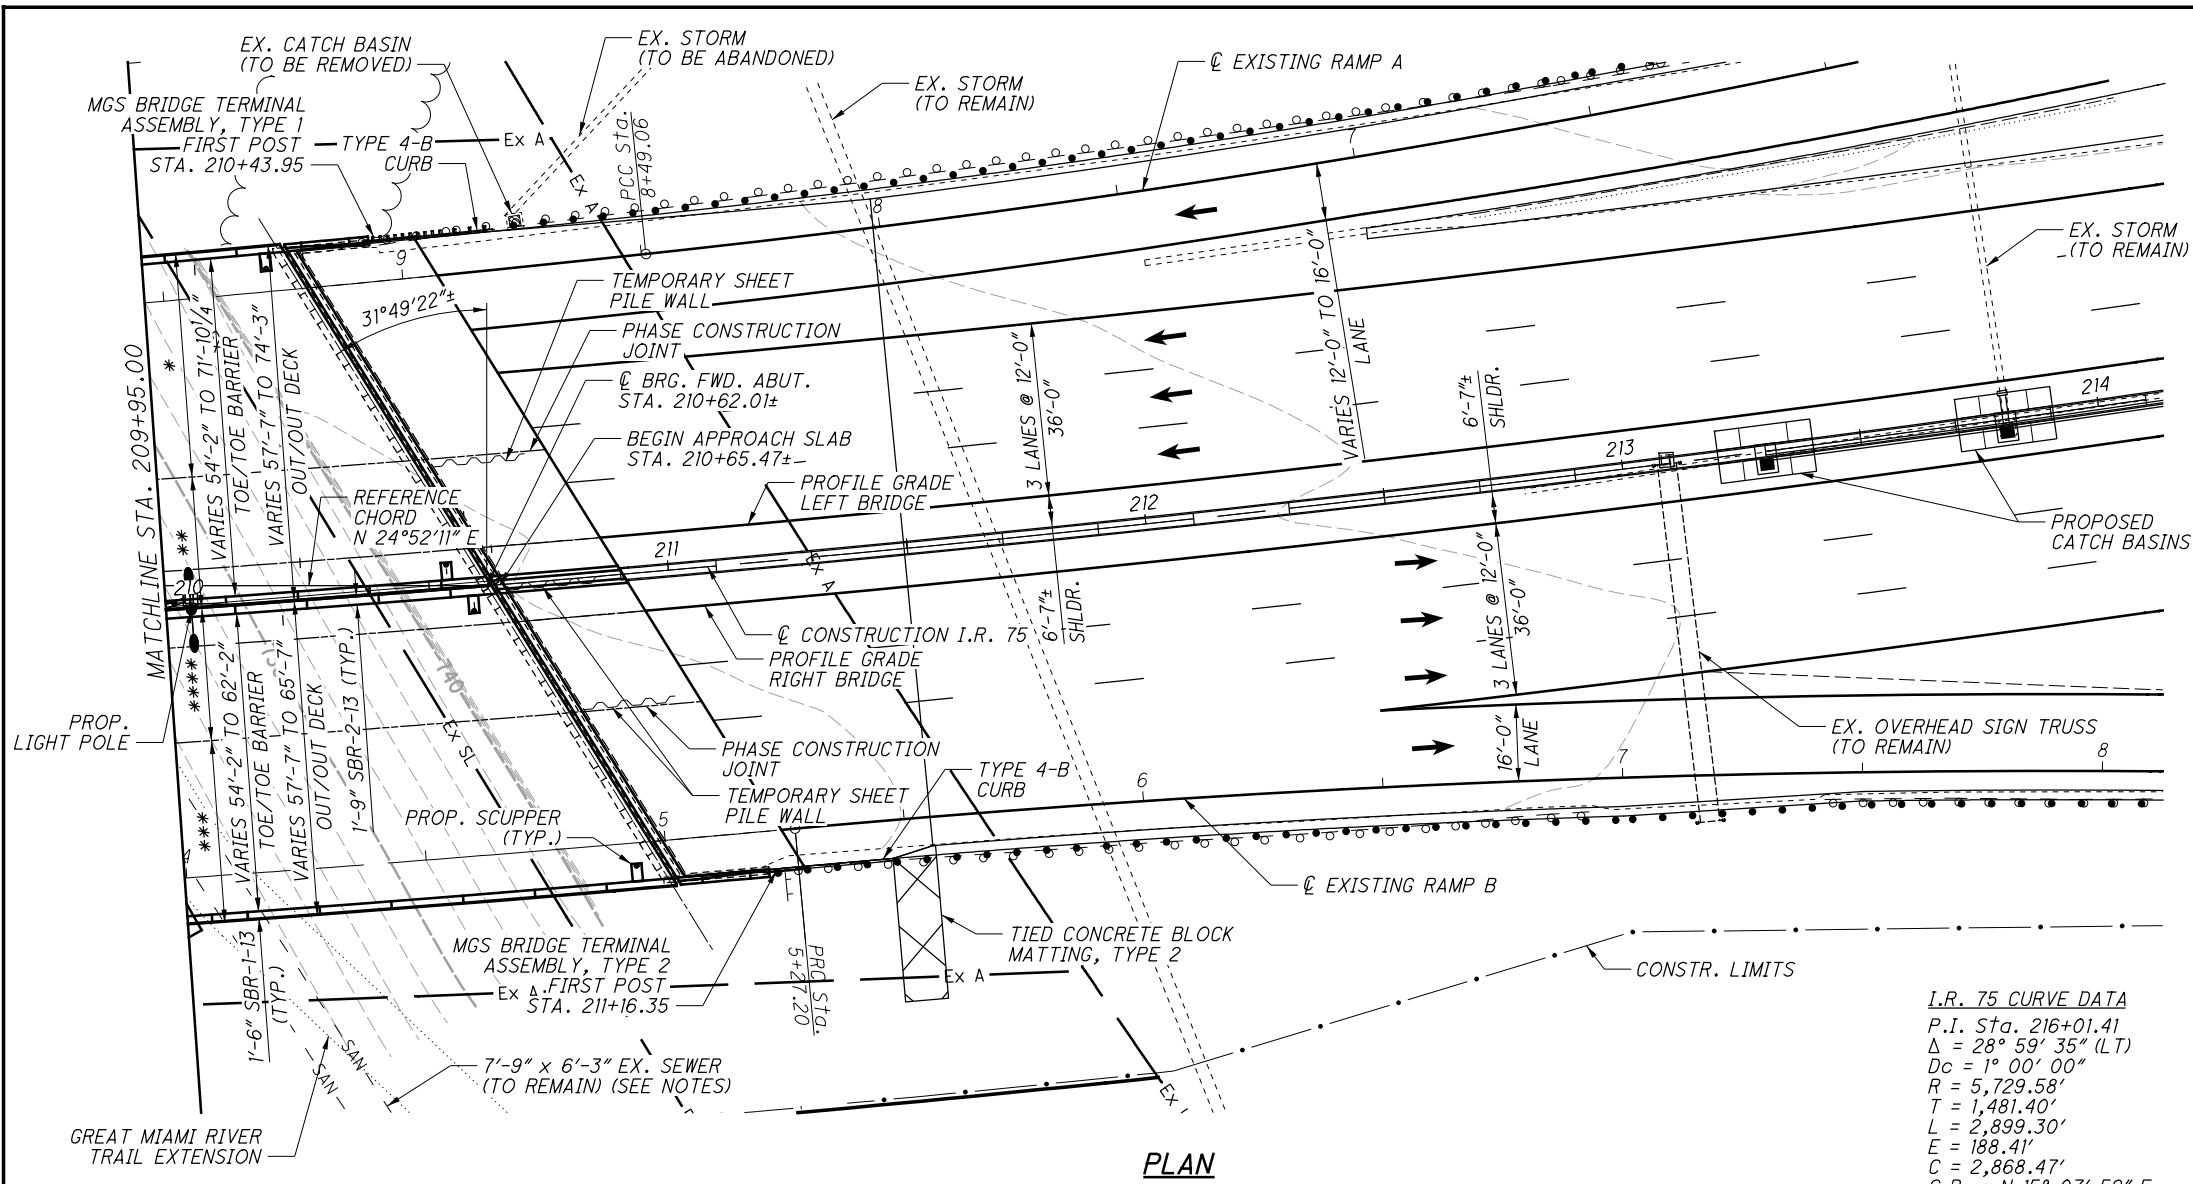 EX. CATCH BASIN
(TO BE REMOVED)
EX. STORM
(TO BE ABANDONED)
EX. STORM
(TO REMAIN)
℄ EXISTING RAMP A
MGS BRIDGE TERMINAL
ASSEMBLY, TYPE 1
FIRST POST
STA. 210+43.95
TYPE 4-B
CURB
Ex A
Ex A
PCC Sta.
8+49.06
9
8
7
EX. STORM
(TO REMAIN)
31°49'22"±
TEMPORARY SHEET
PILE WALL
PHASE CONSTRUCTION
JOINT
℄ BRG. FWD. ABUT.
STA. 210+62.01±
BEGIN APPROACH SLAB
STA. 210+65.47±
PROFILE GRADE
LEFT BRIDGE
REFERENCE
CHORD
N 24°52'11" E
MATCHLINE STA. 209+95.00
*
**
****
***
VARIES 54'-2" TO 71'-10¼"
TOE/TOE BARRIER
VARIES 57'-7" TO 74'-3"
OUT/OUT DECK
3 LANES @ 12'-0"
36'-0"
VARIES 12'-0" TO 16'-0"
LANE
6'-7"±
SHLDR.
210
211
212
213
214
PROPOSED
CATCH BASINS
Ex A
6'-7"±
SHLDR.
3 LANES @ 12'-0"
36'-0"
℄ CONSTRUCTION I.R. 75
PROFILE GRADE
RIGHT BRIDGE
740
Ex SL
PROP.
LIGHT POLE
VARIES 54'-2" TO 62'-2"
TOE/TOE BARRIER
VARIES 57'-7" TO 65'-7"
OUT/OUT DECK
1'-9" SBR-2-13 (TYP.)
PHASE CONSTRUCTION
JOINT
TEMPORARY SHEET
PILE WALL
TYPE 4-B
CURB
16'-0"
LANE
EX. OVERHEAD SIGN TRUSS
(TO REMAIN)
PROP. SCUPPER
(TYP.)
4
5
6
7
8
℄ EXISTING RAMP B
1'-6" SBR-1-13
(TYP.)
MGS BRIDGE TERMINAL
ASSEMBLY, TYPE 2
FIRST POST
STA. 211+16.35
Ex A
PRC Sta.
5+27.20
Ex A
TIED CONCRETE BLOCK
MATTING, TYPE 2
CONSTR. LIMITS
SAN
SAN
7'-9" x 6'-3" EX. SEWER
(TO REMAIN) (SEE NOTES)
GREAT MIAMI RIVER
TRAIL EXTENSION
I.R. 75 CURVE DATA
P.I. Sta. 216+01.41
Δ = 28° 59' 35" (LT)
Dc = 1° 00' 00"
R = 5,729.58'
T = 1,481.40'
L = 2,899.30'
E = 188.41'
C = 2,868.47'
PLAN